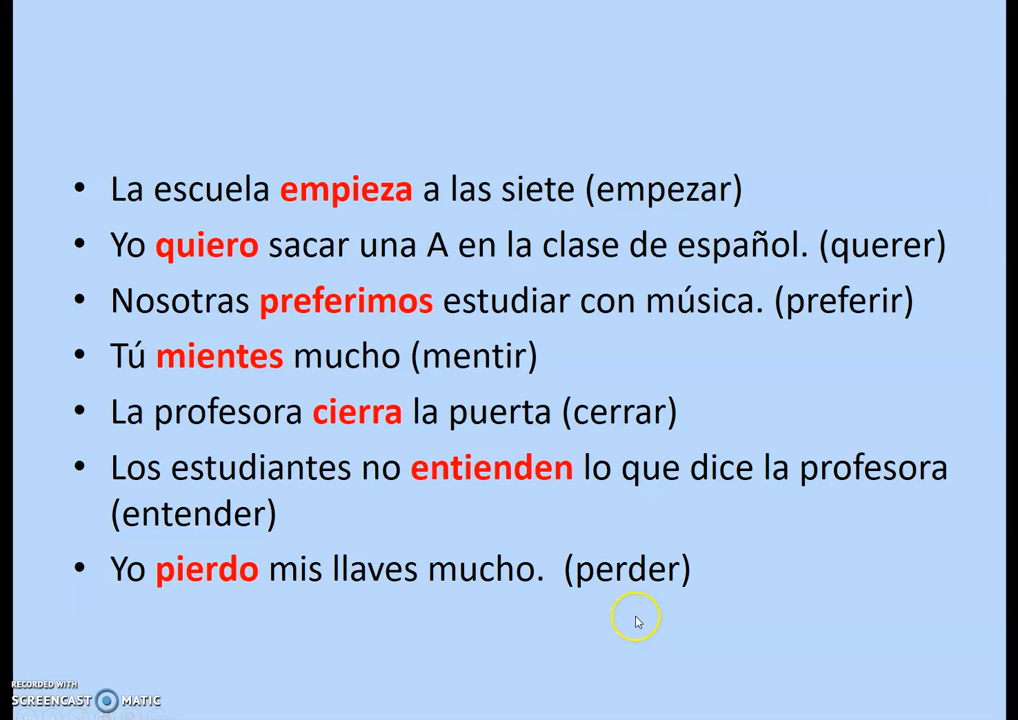 • La escuela empieza a las siete (empezar)
• Yo quiero sacar una A en la clase de español. (querer)
• Nosotras preferimos estudiar con música. (preferir)
• Tú mientes mucho (mentir)
• La profesora cierra la puerta (cerrar)
• Los estudiantes no entienden lo que dice la profesora
(entender)
• Yo pierdo mis llaves mucho.  (perder)
RECORDED WITH
SCREENCAST MATIC